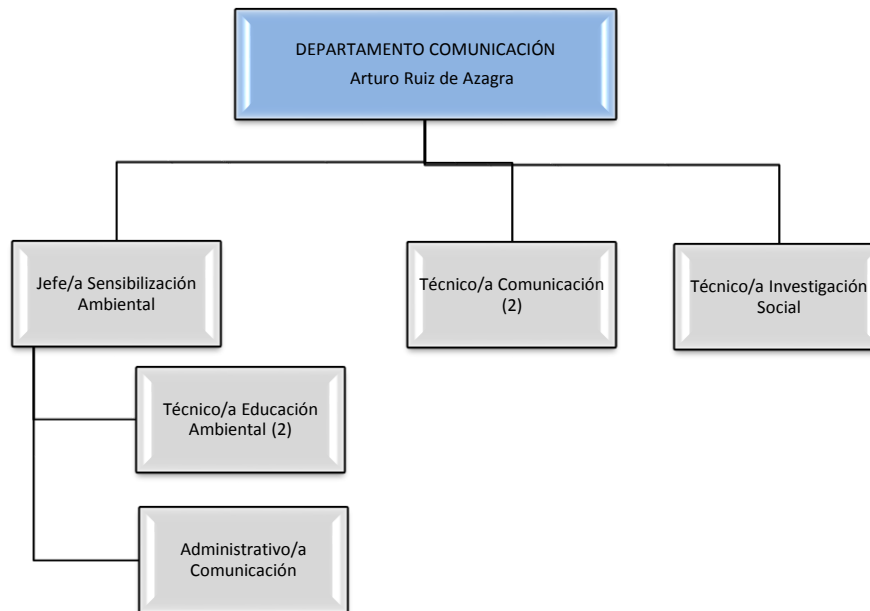 DEPARTAMENTO COMUNICACIÓN
Arturo Ruiz de Azagra
Jefe/a Sensibilización
Ambiental
Técnico/a Comunicación
(2)
Técnico/a Investigación
Social
Técnico/a Educación
Ambiental (2)
Administrativo/a
Comunicación